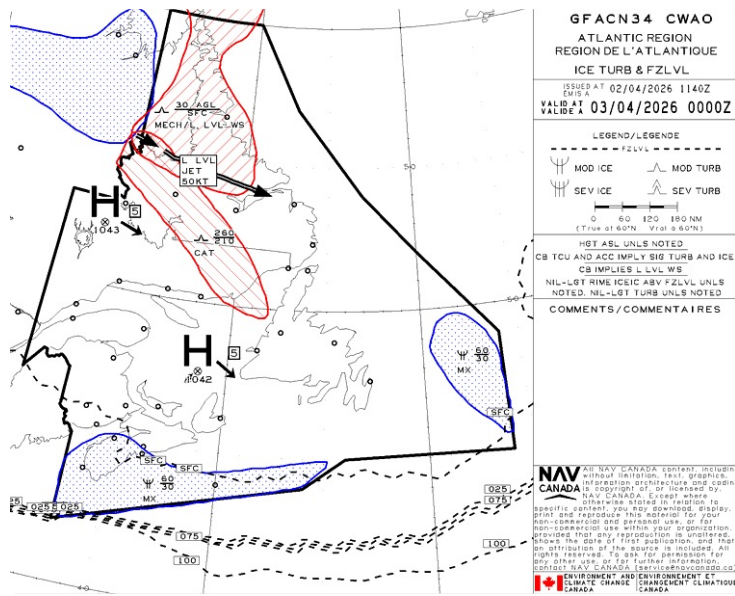 GFACN34 CWAO
ATLANTIC REGION
REGION DE L'ATLANTIQUE
ICE TURB & FZLVL
ISSUED AT
EMIS A
02/04/2026 1140Z
VALID AT
VALIDE A
03/04/2026 0000Z
LEGEND/LÉGENDE
FZLVL
MOD ICE
MOD TURB
SEV ICE
SEV TURB
0 60 120 180 NM
(True at 60°N Vrai a 60°N)
HGT ASL UNLS NOTED
CB TCU AND ACC IMPLY SIG TURB AND ICE
CB IMPLIES L LVL WS
NIL-LGT RIME ICEIC ABV FZLVL UNLS
NOTED. NIL-LGT TURB UNLS NOTED
COMMENTS/COMMENTAIRES
30 AGL
SFC
MECH/L LVL WS
L LVL
JET
50KT
50
H
5
1043
260
210
CAT
50
H
5
1042
60
30
MX
SFC
SFC
SFC
60
30
MX
025
075
025
025
075
100
100
40
NAV
CANADA
All NAV CANADA content, including
without limitation, text, graphics,
information architecture and coding
is copyright of, or licensed by,
NAV CANADA. Except where
otherwise stated in relation to
specific content, you may download, display,
print and reproduce this material for your
non-commercial and personal use, or for
non-commercial use within your organization,
provided that any reproduction is unaltered,
shows the date of first publication, and that
an attribution of the source is included. All
rights reserved. To ask for permission for
any other use, or for further information,
contact NAV CANADA (service@navcanada.ca)
ENVIRONMENT AND
CLIMATE CHANGE
CANADA
ENVIRONNEMENT ET
CHANGEMENT CLIMATIQUE
CANADA